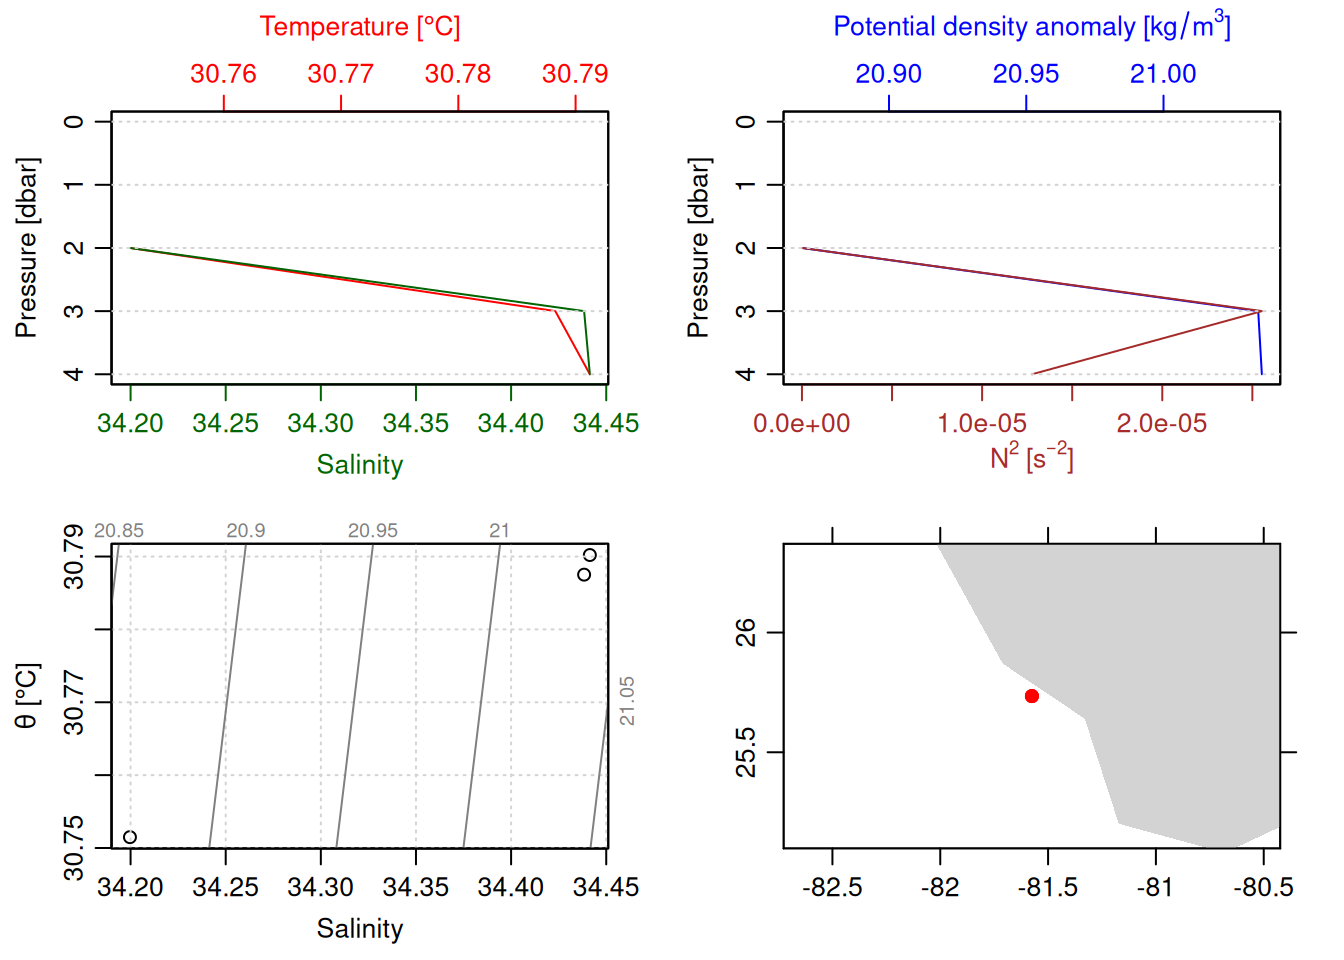 Temperature [°C]
30.76 30.77 30.78 30.79
0
1
2
3
4
Pressure [dbar]
34.20 34.25 34.30 34.35 34.40 34.45
Salinity
Potential density anomaly [kg/m³]
20.90 20.95 21.00
0
1
2
3
4
Pressure [dbar]
0.0e+00 1.0e-05 2.0e-05
N² [s⁻²]
20.85 20.9 20.95 21
21.05
30.79
30.77
30.75
θ [°C]
34.20 34.25 34.30 34.35 34.40 34.45
Salinity
26
25.5
-82.5 -82 -81.5 -81 -80.5